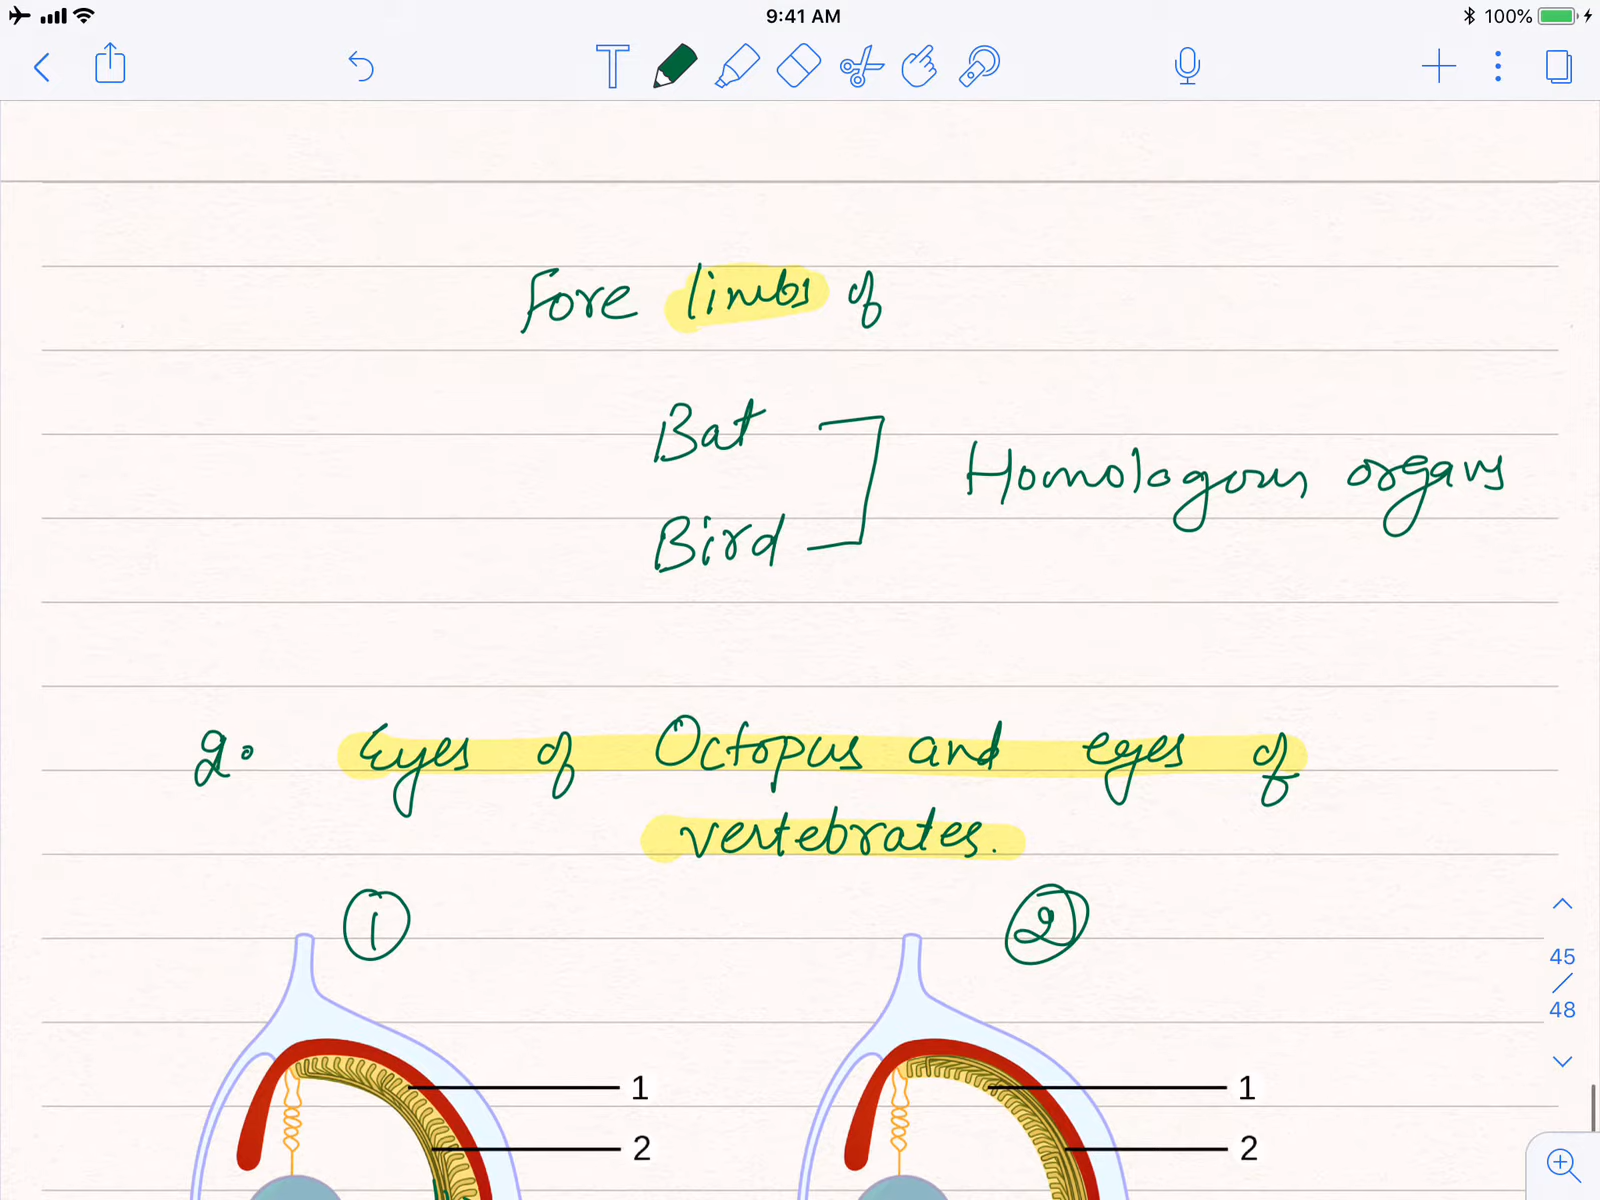 9:41 AM
100%
T
Fore limbs of
Bat
Homologous organs
Bird
2. Eyes of Octopus and eyes of
vertebrates.
1
2
45
/
48
1
1
2
2